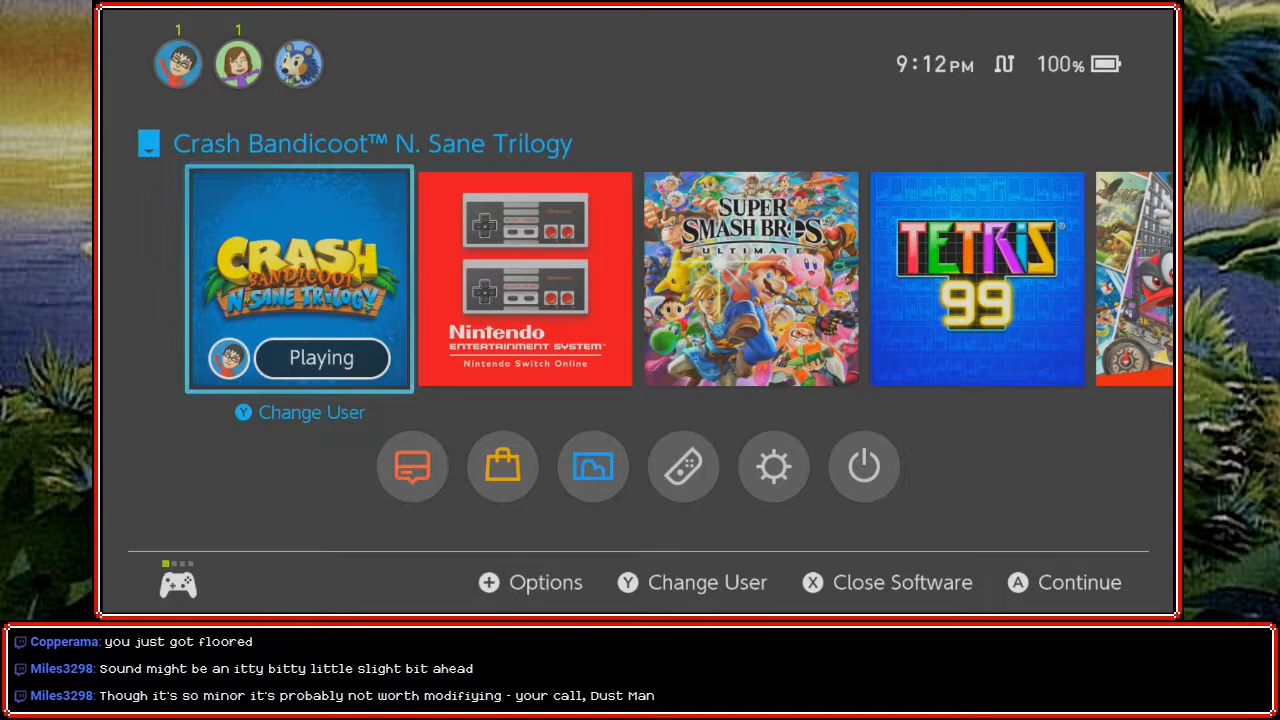 1 1
9:12 PM 100%
Crash Bandicoot™ N. Sane Trilogy
CRASH
BANDICOOT
N. SANE TRILOGY
Playing
Nintendo
ENTERTAINMENT SYSTEM™
Nintendo Switch Online
SUPER
SMASH BROS.
ULTIMATE
TETRIS®
99
Y Change User
+ Options Y Change User X Close Software A Continue
Copperama: you just got floored
Miles3298: Sound might be an itty bitty little slight bit ahead
Miles3298: Though it's so minor it's probably not worth modifiying - your call, Dust Man